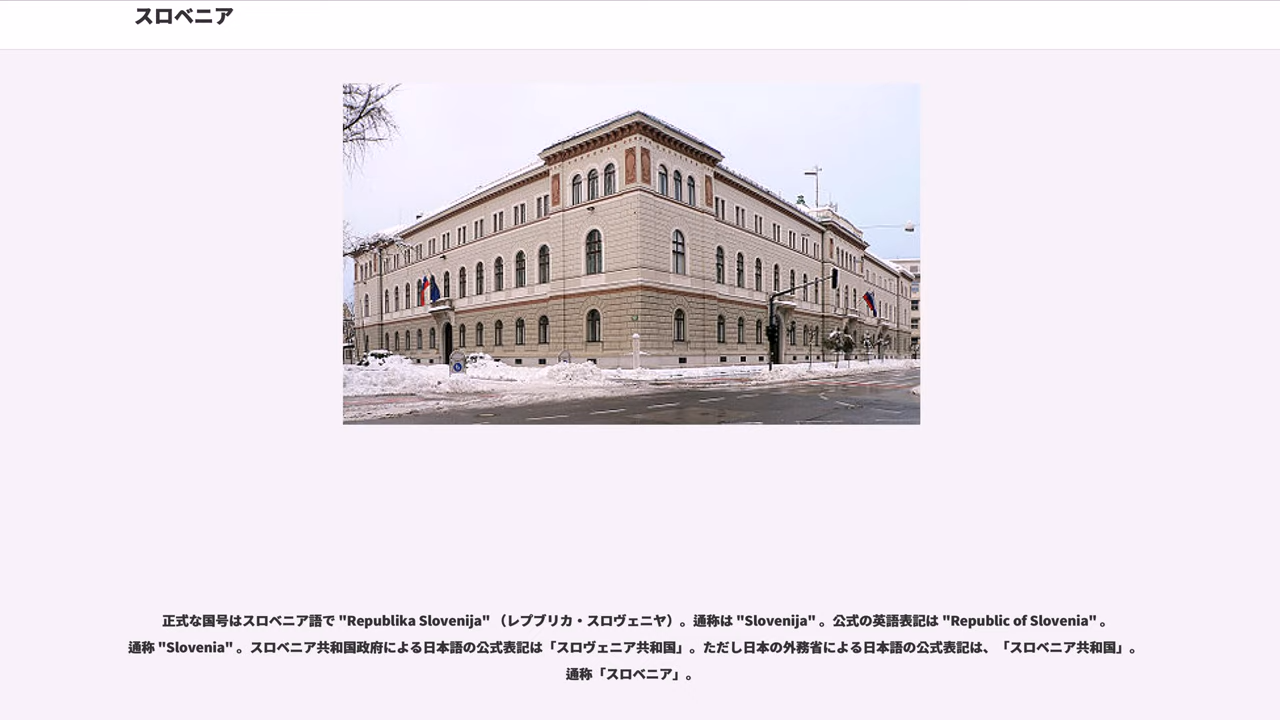 スロベニア
正式な国号はスロベニア語で "Republika Slovenija" （レプブリカ・スロヴェニヤ）。通称は "Slovenija" 。公式の英語表記は "Republic of Slovenia" 。
通称 "Slovenia" 。スロベニア共和国政府による日本語の公式表記は「スロヴェニア共和国」。ただし日本の外務省による日本語の公式表記は、「スロベニア共和国」。
通称「スロベニア」。